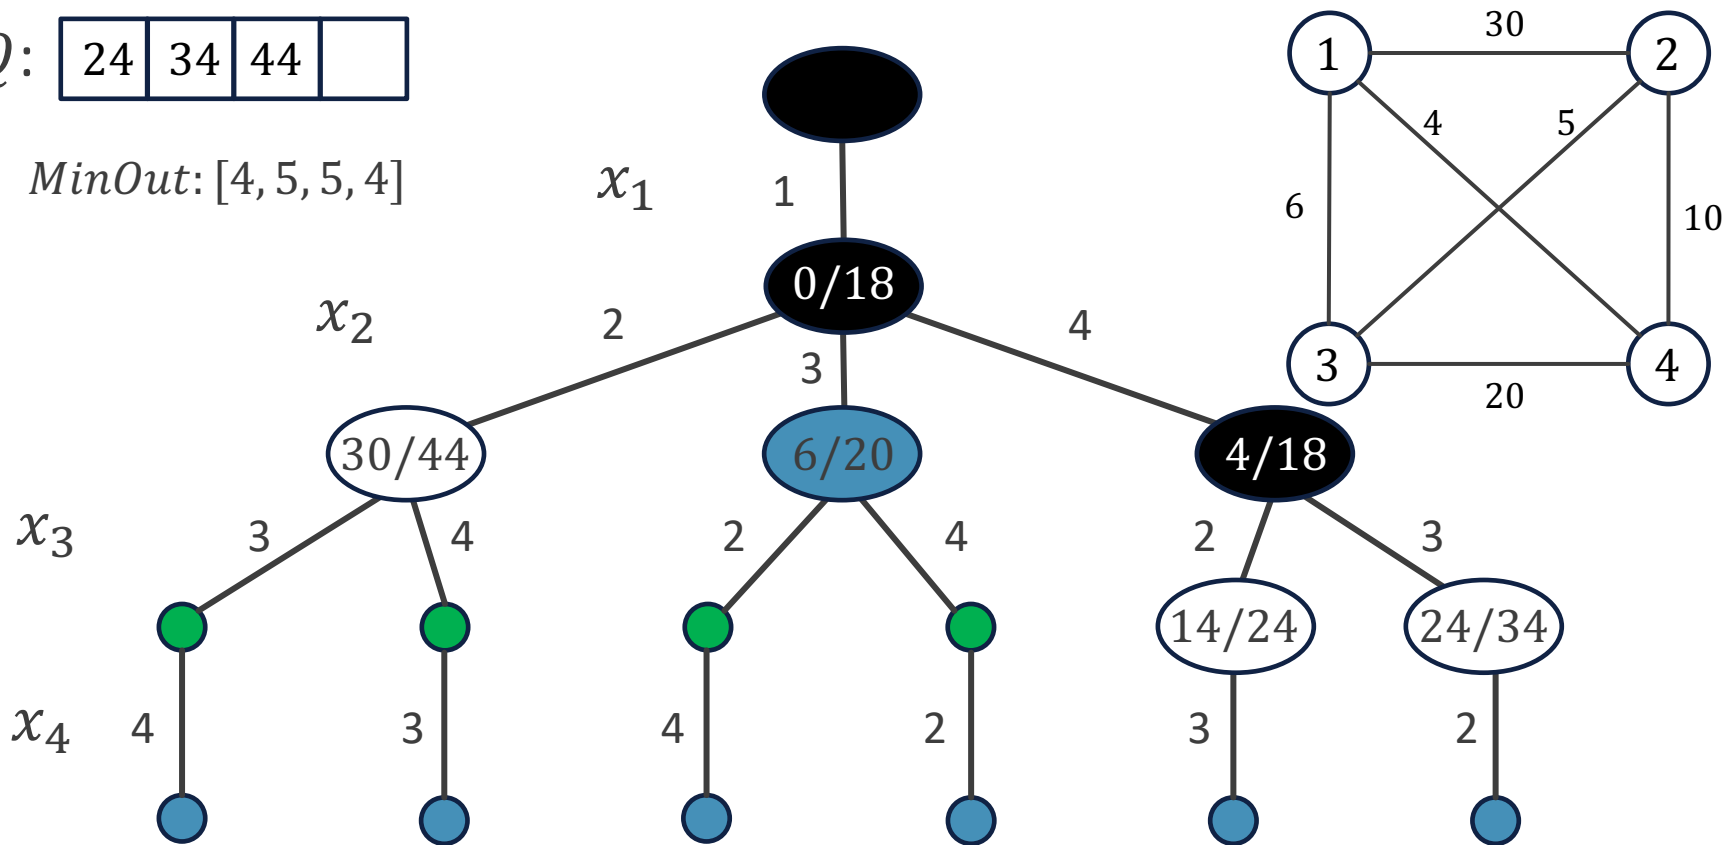 Q: 24 34 44
MinOut: [4, 5, 5, 4]
1 30 2
4 5
6 10
3 20 4
x₁ 1
0/18
x₂ 2 3 4
30/44 6/20 4/18
x₃ 3 4 2 4 2 3
14/24 24/34
x₄ 4 3 4 2 3 2